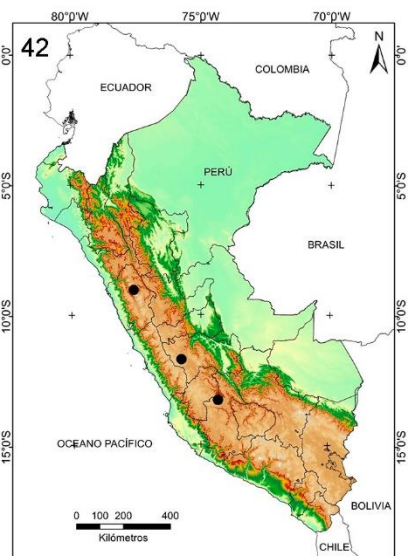 80°0'W 75°0'W 70°0'W
42
N
0°0' 0°0'
COLOMBIA
ECUADOR
PERÚ
5°0'S 5°0'S
BRASIL
10°0'S 10°0'S
OCEANO PACÍFICO
15°0'S 15°0'S
BOLIVIA
0 100 200 400
Kilómetros
CHILE